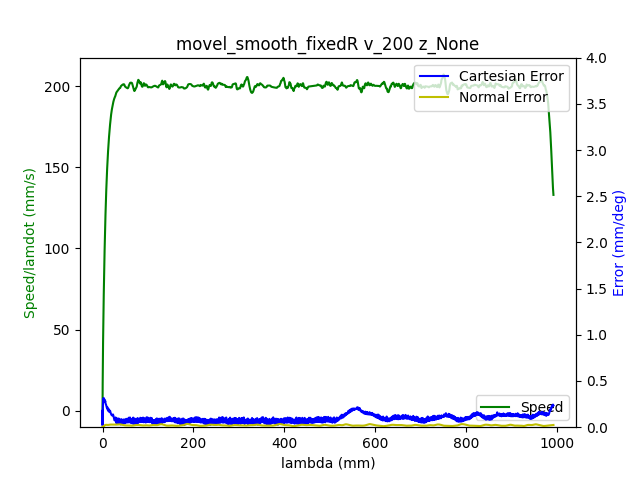 movel_smooth_fixedR v_200 z_None
Cartesian Error
Normal Error
Speed
Speed/lamdot (mm/s)
200
150
100
50
0
4.0
3.5
3.0
2.5
2.0
1.5
1.0
0.5
0.0
Error (mm/deg)
0 200 400 600 800 1000
lambda (mm)